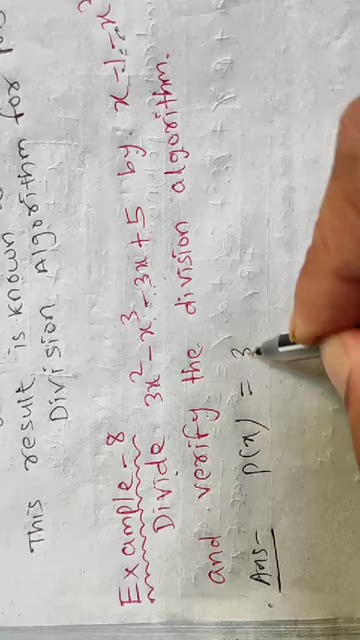 This result is known
Division Algorithm for
Example-8
Divide 3x² - x³ - 3x + 5 by x - 1 - x²
and verify the division algorithm.
Ans- p(x) = 3